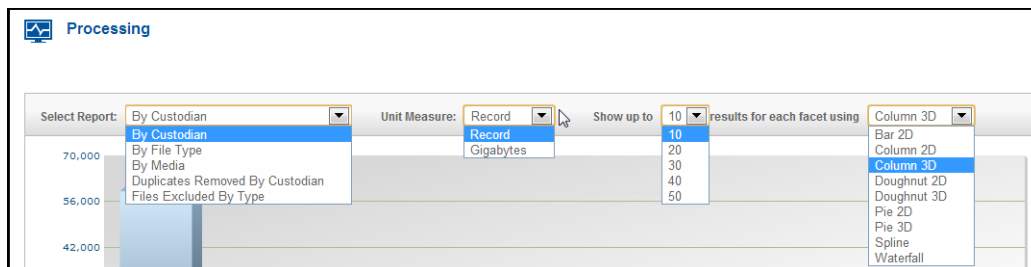 Processing
Select Report: By Custodian Unit Measure: Record Show up to 10 results for each facet using Column 3D
By Custodian
By File Type
By Media
Duplicates Removed By Custodian
Files Excluded By Type
Record
Gigabytes
10
20
30
40
50
Bar 2D
Column 2D
Column 3D
Doughnut 2D
Doughnut 3D
Pie 2D
Pie 3D
Spline
Waterfall
70,000
56,000
42,000